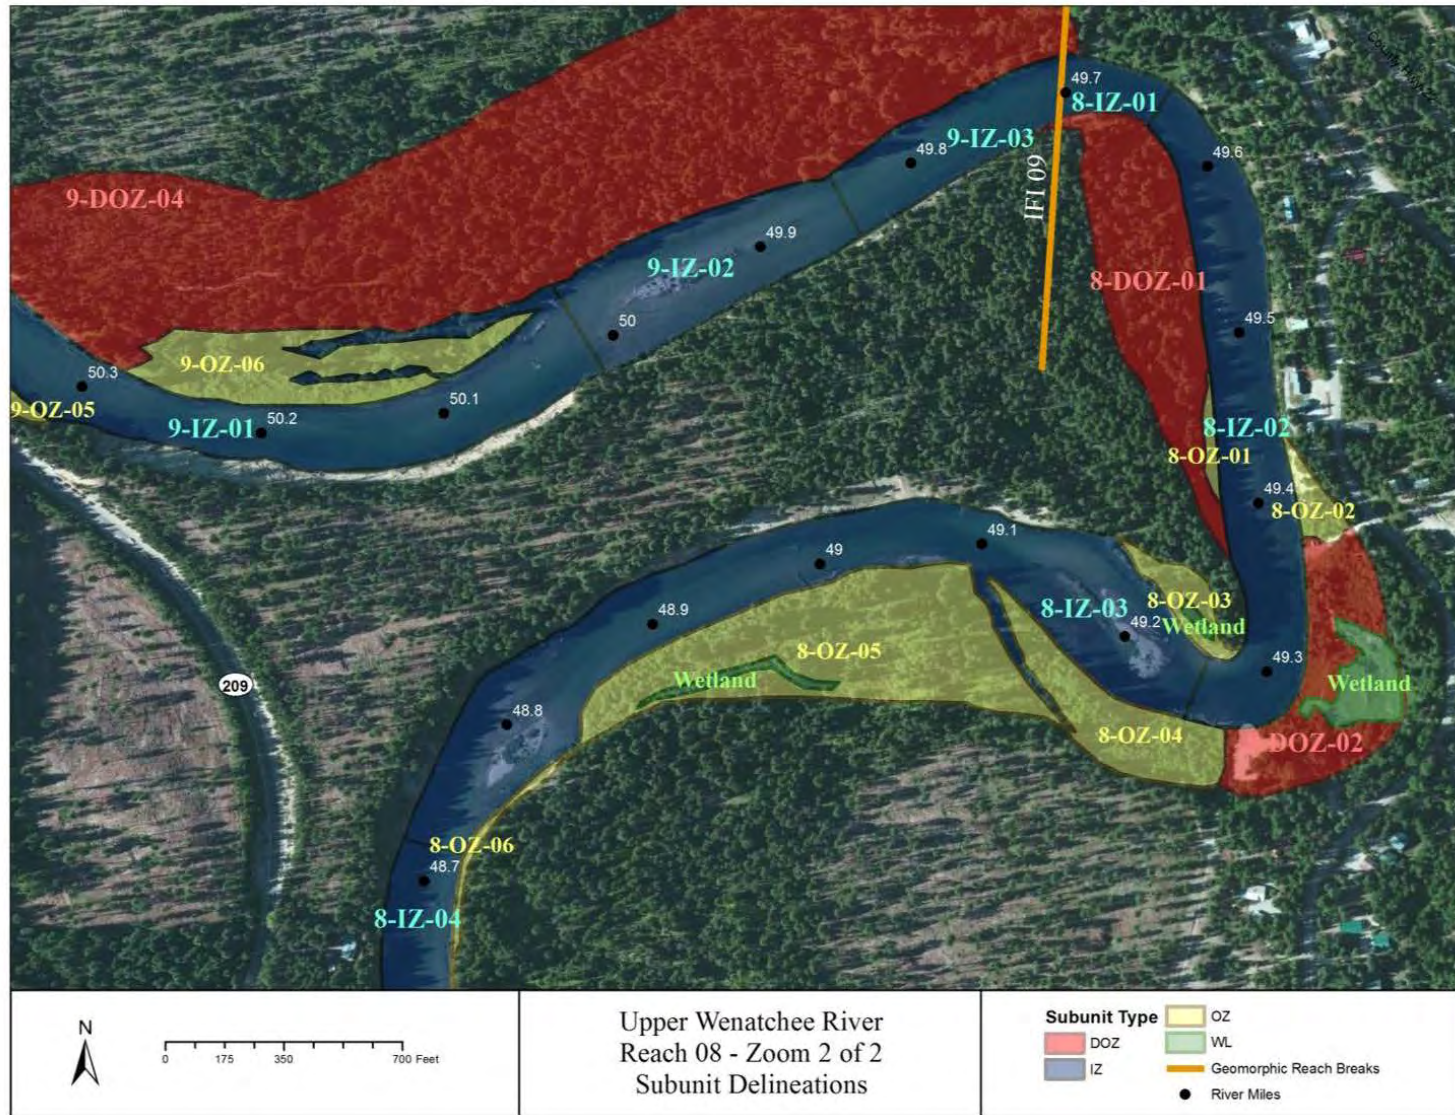 County Hwy 22
49.7
8-IZ-01
9-IZ-03
49.8
49.6
9-DOZ-04
IFI 09
49.9
9-IZ-02
8-DOZ-01
50
49.5
9-OZ-06
50.3
9-OZ-05
50.1
50.2
9-IZ-01
8-IZ-02
8-OZ-01
49.4
8-OZ-02
49.1
49
8-OZ-03
8-IZ-03
49.2
Wetland
48.9
8-OZ-05
Wetland
49.3
Wetland
209
48.8
8-OZ-04
DOZ-02
8-OZ-06
48.7
8-IZ-04
N
0 175 350 700 Feet
Upper Wenatchee River
Reach 08 - Zoom 2 of 2
Subunit Delineations
Subunit Type
DOZ
IZ
OZ
WL
Geomorphic Reach Breaks
River Miles